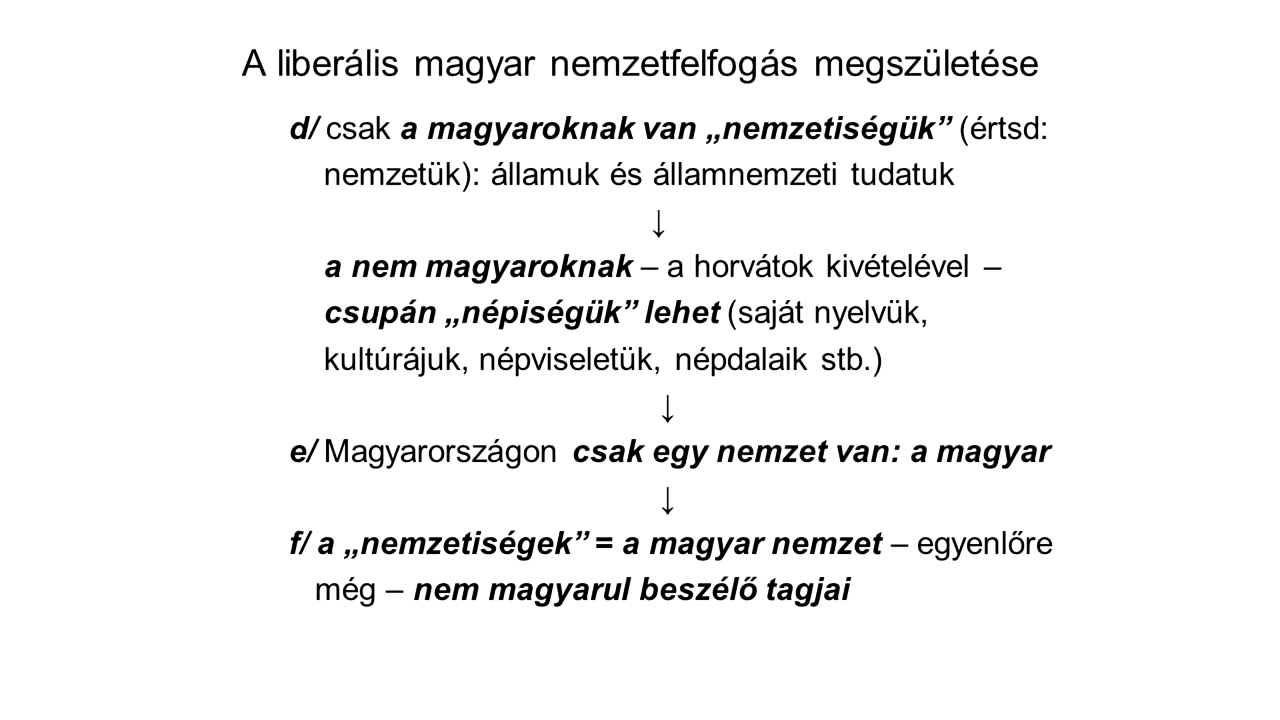 A liberális magyar nemzetfelfogás megszületése
d/ csak a magyaroknak van „nemzetiségük” (értsd:
nemzetük): államuk és államnemzeti tudatuk
↓
a nem magyaroknak – a horvátok kivételével –
csupán „népiségük” lehet (saját nyelvük,
kultúrájuk, népviseletük, népdalaik stb.)
↓
e/ Magyarországon csak egy nemzet van: a magyar
↓
f/ a „nemzetiségek” = a magyar nemzet – egyenlőre
még – nem magyarul beszélő tagjai